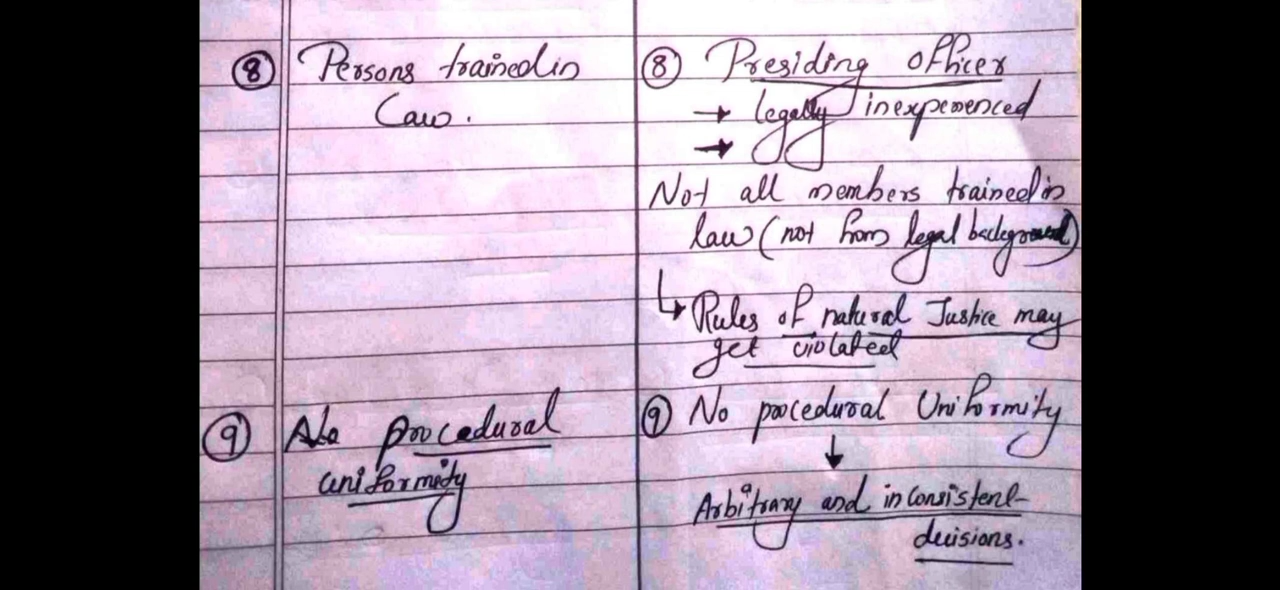 ⑧ Persons trained in
Law.
⑧ Presiding officer
→ legally inexperienced
→
Not all members trained in
law (not from legal background)
↳ Rules of natural Justice may
get violated
⑨ procedural
uniformity
⑨ No procedural Uniformity
↓
Arbitrary and inconsistent
decisions.